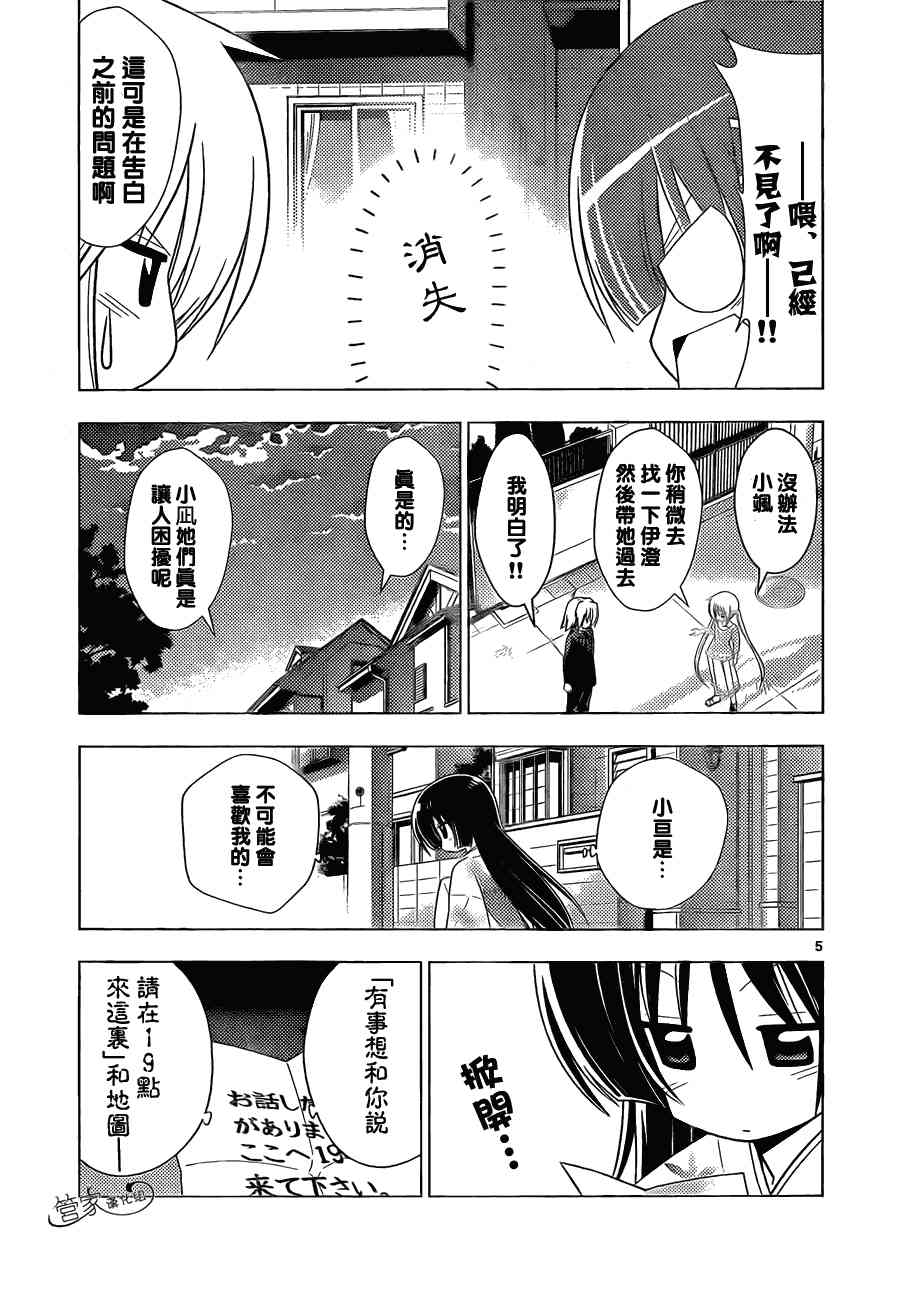 ——喂、已經
不見了啊——!!
消
失
這可是在告白
之前的問題啊
沒辦法
小颯
你稍微去
找一下伊澄
然後帶她過去
我明白了!!
真是的…
小凪她們真是
讓人困擾呢
小亘是…
不可能會
喜歡我的…
5
掀
開…
「有事想和你說
請在19點
來這裏」和地圖——
お話した
がありま
ここへ19
来て下さい。
管家漢化組